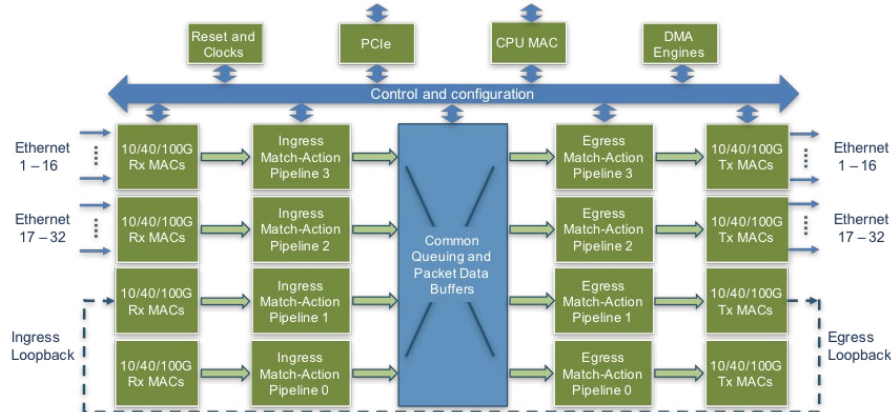 Reset and
Clocks
PCIe
CPU MAC
DMA
Engines
Control and configuration
Ethernet
1 – 16
10/40/100G
Rx MACs
Ingress
Match-Action
Pipeline 3
Egress
Match-Action
Pipeline 3
10/40/100G
Tx MACs
Ethernet
1 – 16
Ethernet
17 – 32
10/40/100G
Rx MACs
Ingress
Match-Action
Pipeline 2
Common
Queuing and
Packet Data
Buffers
Egress
Match-Action
Pipeline 2
10/40/100G
Tx MACs
Ethernet
17 – 32
Ingress
Loopback
10/40/100G
Rx MACs
Ingress
Match-Action
Pipeline 1
Egress
Match-Action
Pipeline 1
10/40/100G
Tx MACs
Egress
Loopback
10/40/100G
Rx MACs
Ingress
Match-Action
Pipeline 0
Egress
Match-Action
Pipeline 0
10/40/100G
Tx MACs